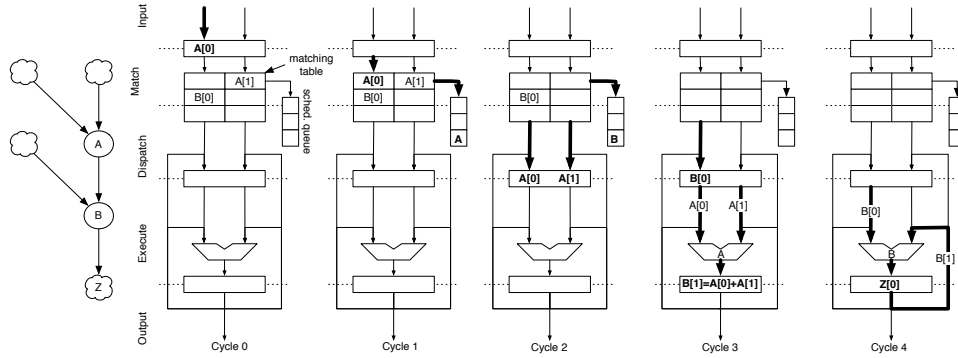 A
B
Z
Input
Match
Dispatch
Execute
Output
A[0]
A[1]
B[0]
matching
table
sched. queue
Cycle 0
A[0]
A[1]
B[0]
A
Cycle 1
B[0]
B
A[0] A[1]
Cycle 2
B[0]
A[0] A[1]
A
B[1]=A[0]+A[1]
Cycle 3
B[0]
B
B[1]
Z[0]
Cycle 4